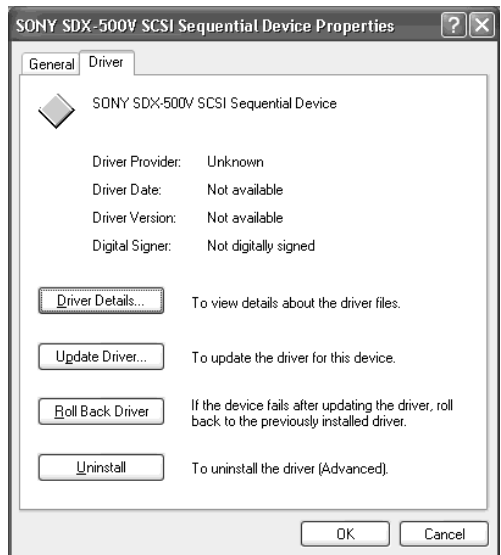 SONY SDX-500V SCSI Sequential Device Properties ? X
General Driver
SONY SDX-500V SCSI Sequential Device
Driver Provider: Unknown
Driver Date: Not available
Driver Version: Not available
Digital Signer: Not digitally signed
Driver Details... To view details about the driver files.
Update Driver... To update the driver for this device.
Roll Back Driver If the device fails after updating the driver, roll
back to the previously installed driver.
Uninstall To uninstall the driver (Advanced).
OK Cancel